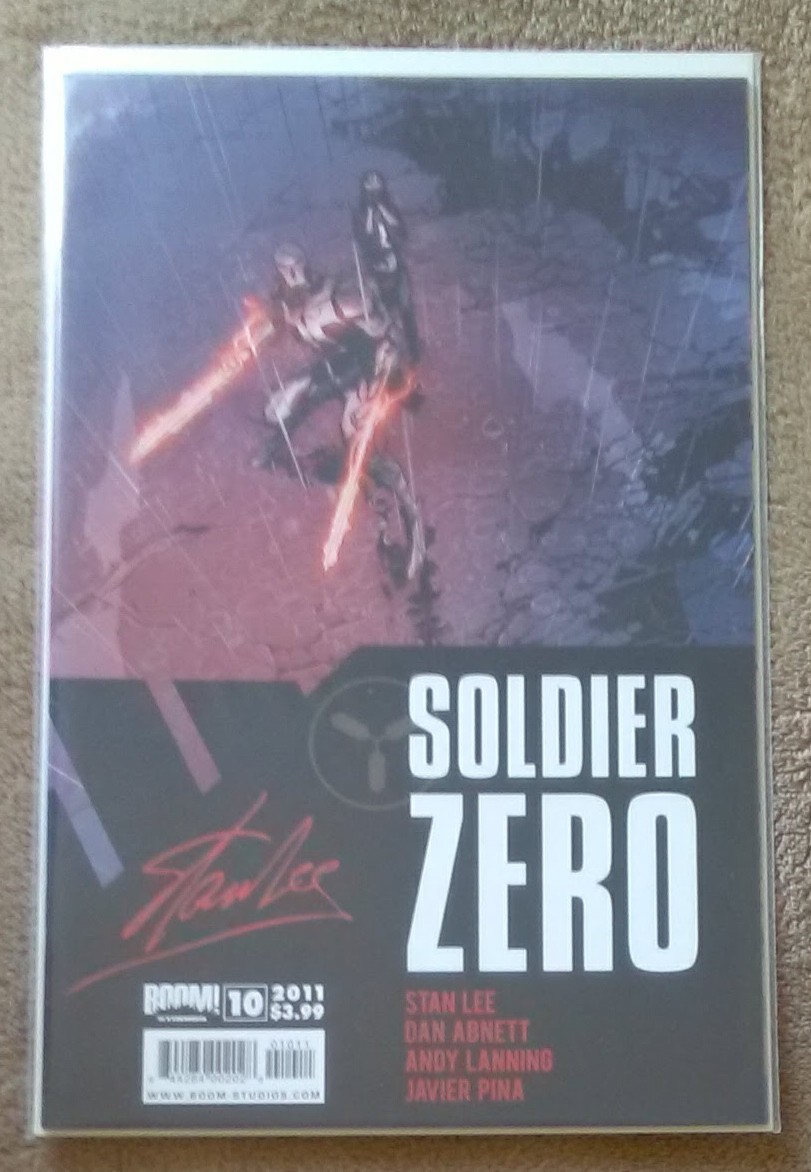 SOLDIER
ZERO
Stan Lee
BOOM! 10 2011
$3.99
STAN LEE
DAN ABNETT
ANDY LANNING
JAVIER PINA
01011
WWW.BOOM-STUDIOS.COM